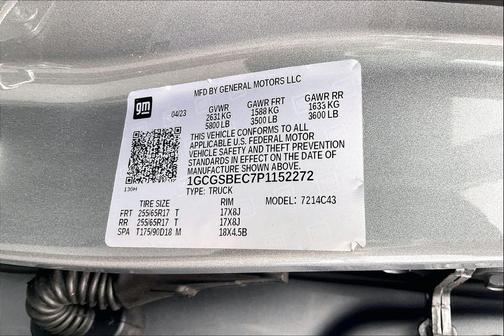 MFD BY GENERAL MOTORS LLC
gm
04/23
GVWR GAWR FRT GAWR RR
2631 KG 1588 KG 1633 KG
5800 LB 3500 LB 3600 LB
THIS VEHICLE CONFORMS TO ALL
APPLICABLE U.S. FEDERAL MOTOR
VEHICLE SAFETY AND THEFT PREVENTION
STANDARDS IN EFFECT ON THE DATE OF
MANUFACTURE SHOWN ABOVE.
130H
1GCGSBEC7P1152272
TYPE: TRUCK MODEL: 7214C43
TIRE SIZE RIM
FRT 255/65R17 T 17X8J
RR 255/65R17 T 17X8J
SPA T175/90D18 M 18X4.5B